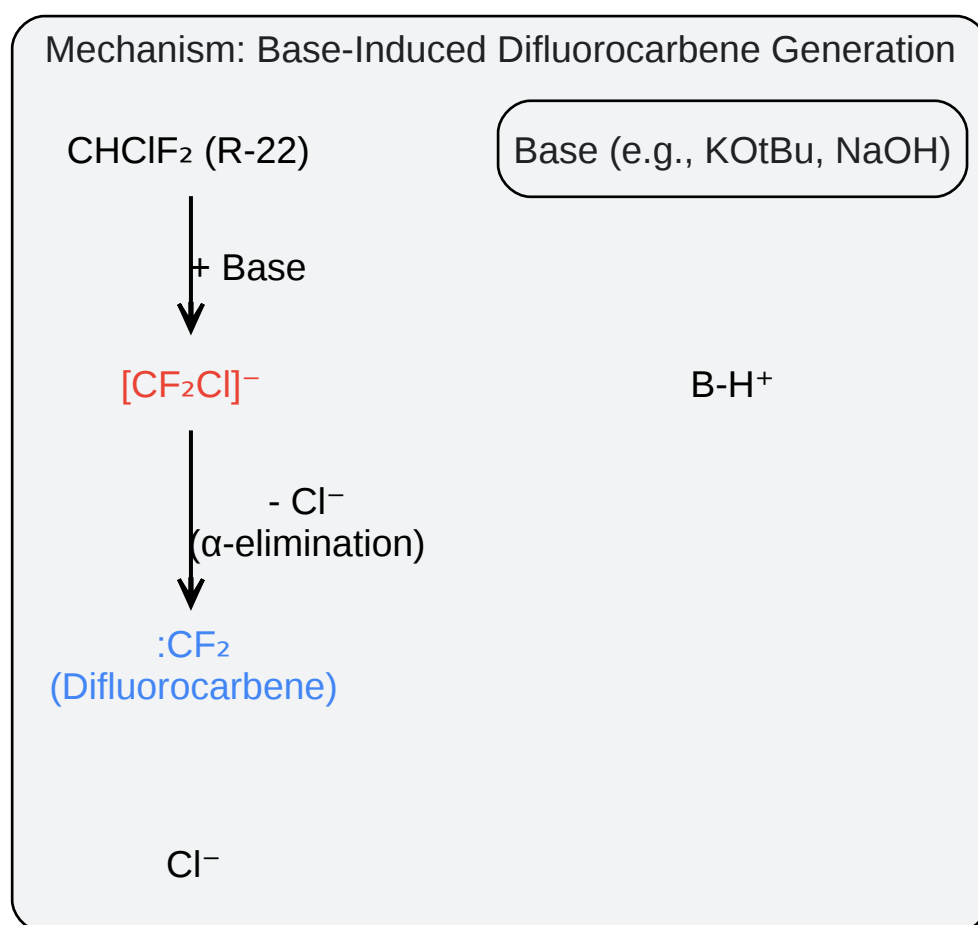 Mechanism: Base-Induced Difluorocarbene Generation
CHClF₂ (R-22)
Base (e.g., KOtBu, NaOH)
+ Base
[CF₂Cl]⁻
B-H⁺
- Cl⁻
(α-elimination)
:CF₂
(Difluorocarbene)
Cl⁻